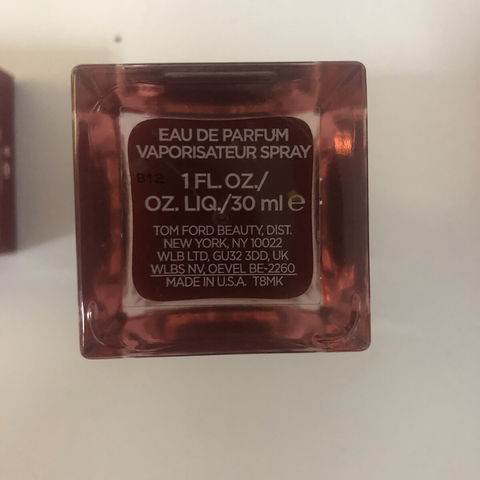 EAU DE PARFUM
VAPORISATEUR SPRAY
B12
1 FL. OZ./
OZ. LIQ./30 ml e
TOM FORD BEAUTY, DIST.
NEW YORK, NY 10022
WLB LTD, GU32 3DD, UK
WLBS NV, OEVEL BE-2260
MADE IN U.S.A. T8MK